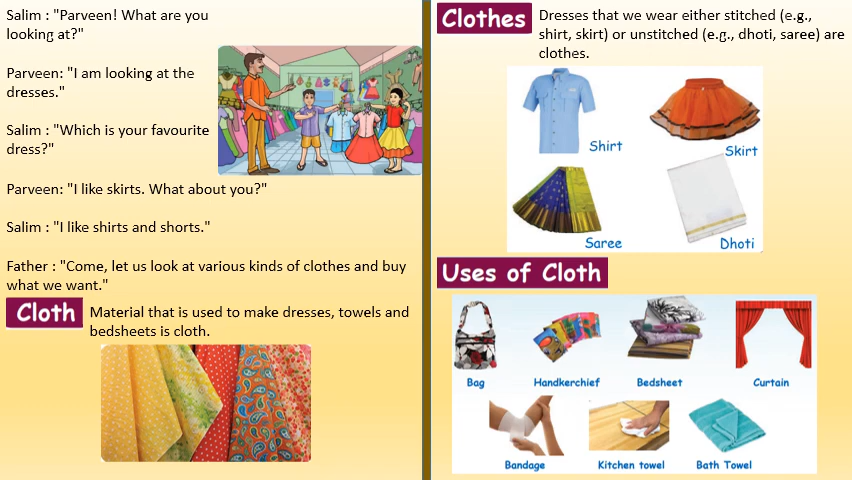 Salim : "Parveen! What are you
looking at?"
Parveen: "I am looking at the
dresses."
Salim : "Which is your favourite
dress?"
Parveen: "I like skirts. What about you?"
Salim : "I like shirts and shorts."
Father : "Come, let us look at various kinds of clothes and buy
what we want."
Cloth
Material that is used to make dresses, towels and
bedsheets is cloth.
Clothes
Dresses that we wear either stitched (e.g.,
shirt, skirt) or unstitched (e.g., dhoti, saree) are
clothes.
Shirt
Skirt
Saree
Dhoti
Uses of Cloth
Bag
Handkerchief
Bedsheet
Curtain
Bandage
Kitchen towel
Bath Towel